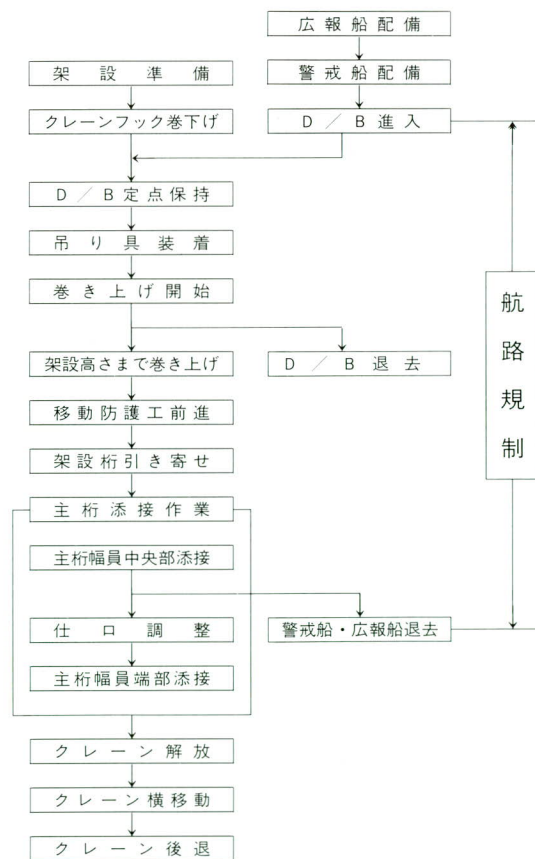 広報船配備
警戒船配備
架設準備
クレーンフック巻下げ
D／B進入
D／B定点保持
吊り具装着
巻き上げ開始
架設高さまで巻き上げ
D／B退去
移動防護工前進
架設桁引き寄せ
主桁添接作業
主桁幅員中央部添接
仕口調整
警戒船・広報船退去
主桁幅員端部添接
クレーン解放
クレーン横移動
クレーン後退
航路規制